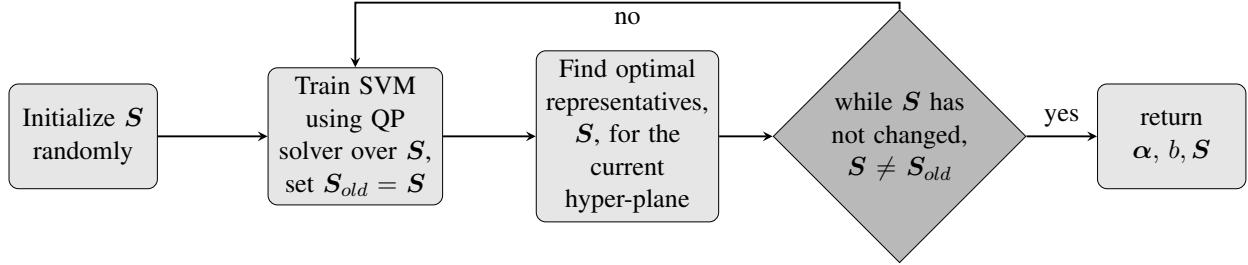 Initialize S
randomly
Train SVM
using QP
solver over S,
set S_old = S
Find optimal
representatives,
S, for the
current
hyper-plane
no
while S has
not changed,
S ≠ S_old
yes
return
α, b, S